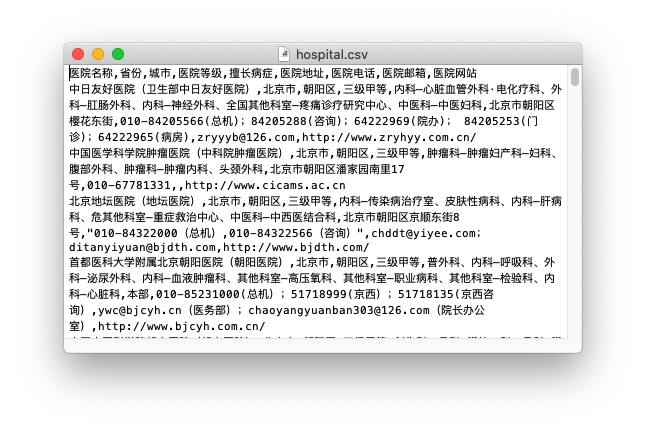 hospital.csv
医院名称,省份,城市,医院等级,擅长病症,医院地址,医院电话,医院邮箱,医院网站
中日友好医院（卫生部中日友好医院）,北京市,朝阳区,三级甲等,内科—心脏血管外科·电化疗科、外
科—肛肠外科、内科—神经外科、全国其他科室—疼痛诊疗研究中心、中医科—中医妇科,北京市朝阳区
樱花东街,010—84205566(总机)；84205288(咨询)；64222969(院办)； 84205253(门
诊)；64222965(病房),zryyyb@126.com,http://www.zryhyy.com.cn/
中国医学科学院肿瘤医院（中科院肿瘤医院）,北京市,朝阳区,三级甲等,肿瘤科—肿瘤妇产科—妇科、
腹部外科、肿瘤科—肿瘤内科、头颈外科,北京市朝阳区潘家园南里17
号,010—67781331,,http://www.cicams.ac.cn
北京地坛医院（地坛医院）,北京市,朝阳区,三级甲等,内科—传染病治疗室、皮肤性病科、内科—肝病
科、危其他科室—重症救治中心、中医科—中西医结合科,北京市朝阳区京顺东街8
号,"010—84322000（总机）,010—84322566（咨询）",chddt@yiyee.com；
ditanyiyuan@bjdth.com,http://www.bjdth.com/
首都医科大学附属北京朝阳医院（朝阳医院）,北京市,朝阳区,三级甲等,普外科、内科—呼吸科、外
科—泌尿外科、内科—血液肿瘤科、其他科室—高压氧科、其他科室—职业病科、其他科室—检验科、内
科—心脏科,本部,010—85231000(总机)；51718999(京西)；51718135(京西咨
询）,ywc@bjcyh.cn（医务部）；chaoyangyuanban303@126.com（院长办公
室）,http://www.bjcyh.com.cn/